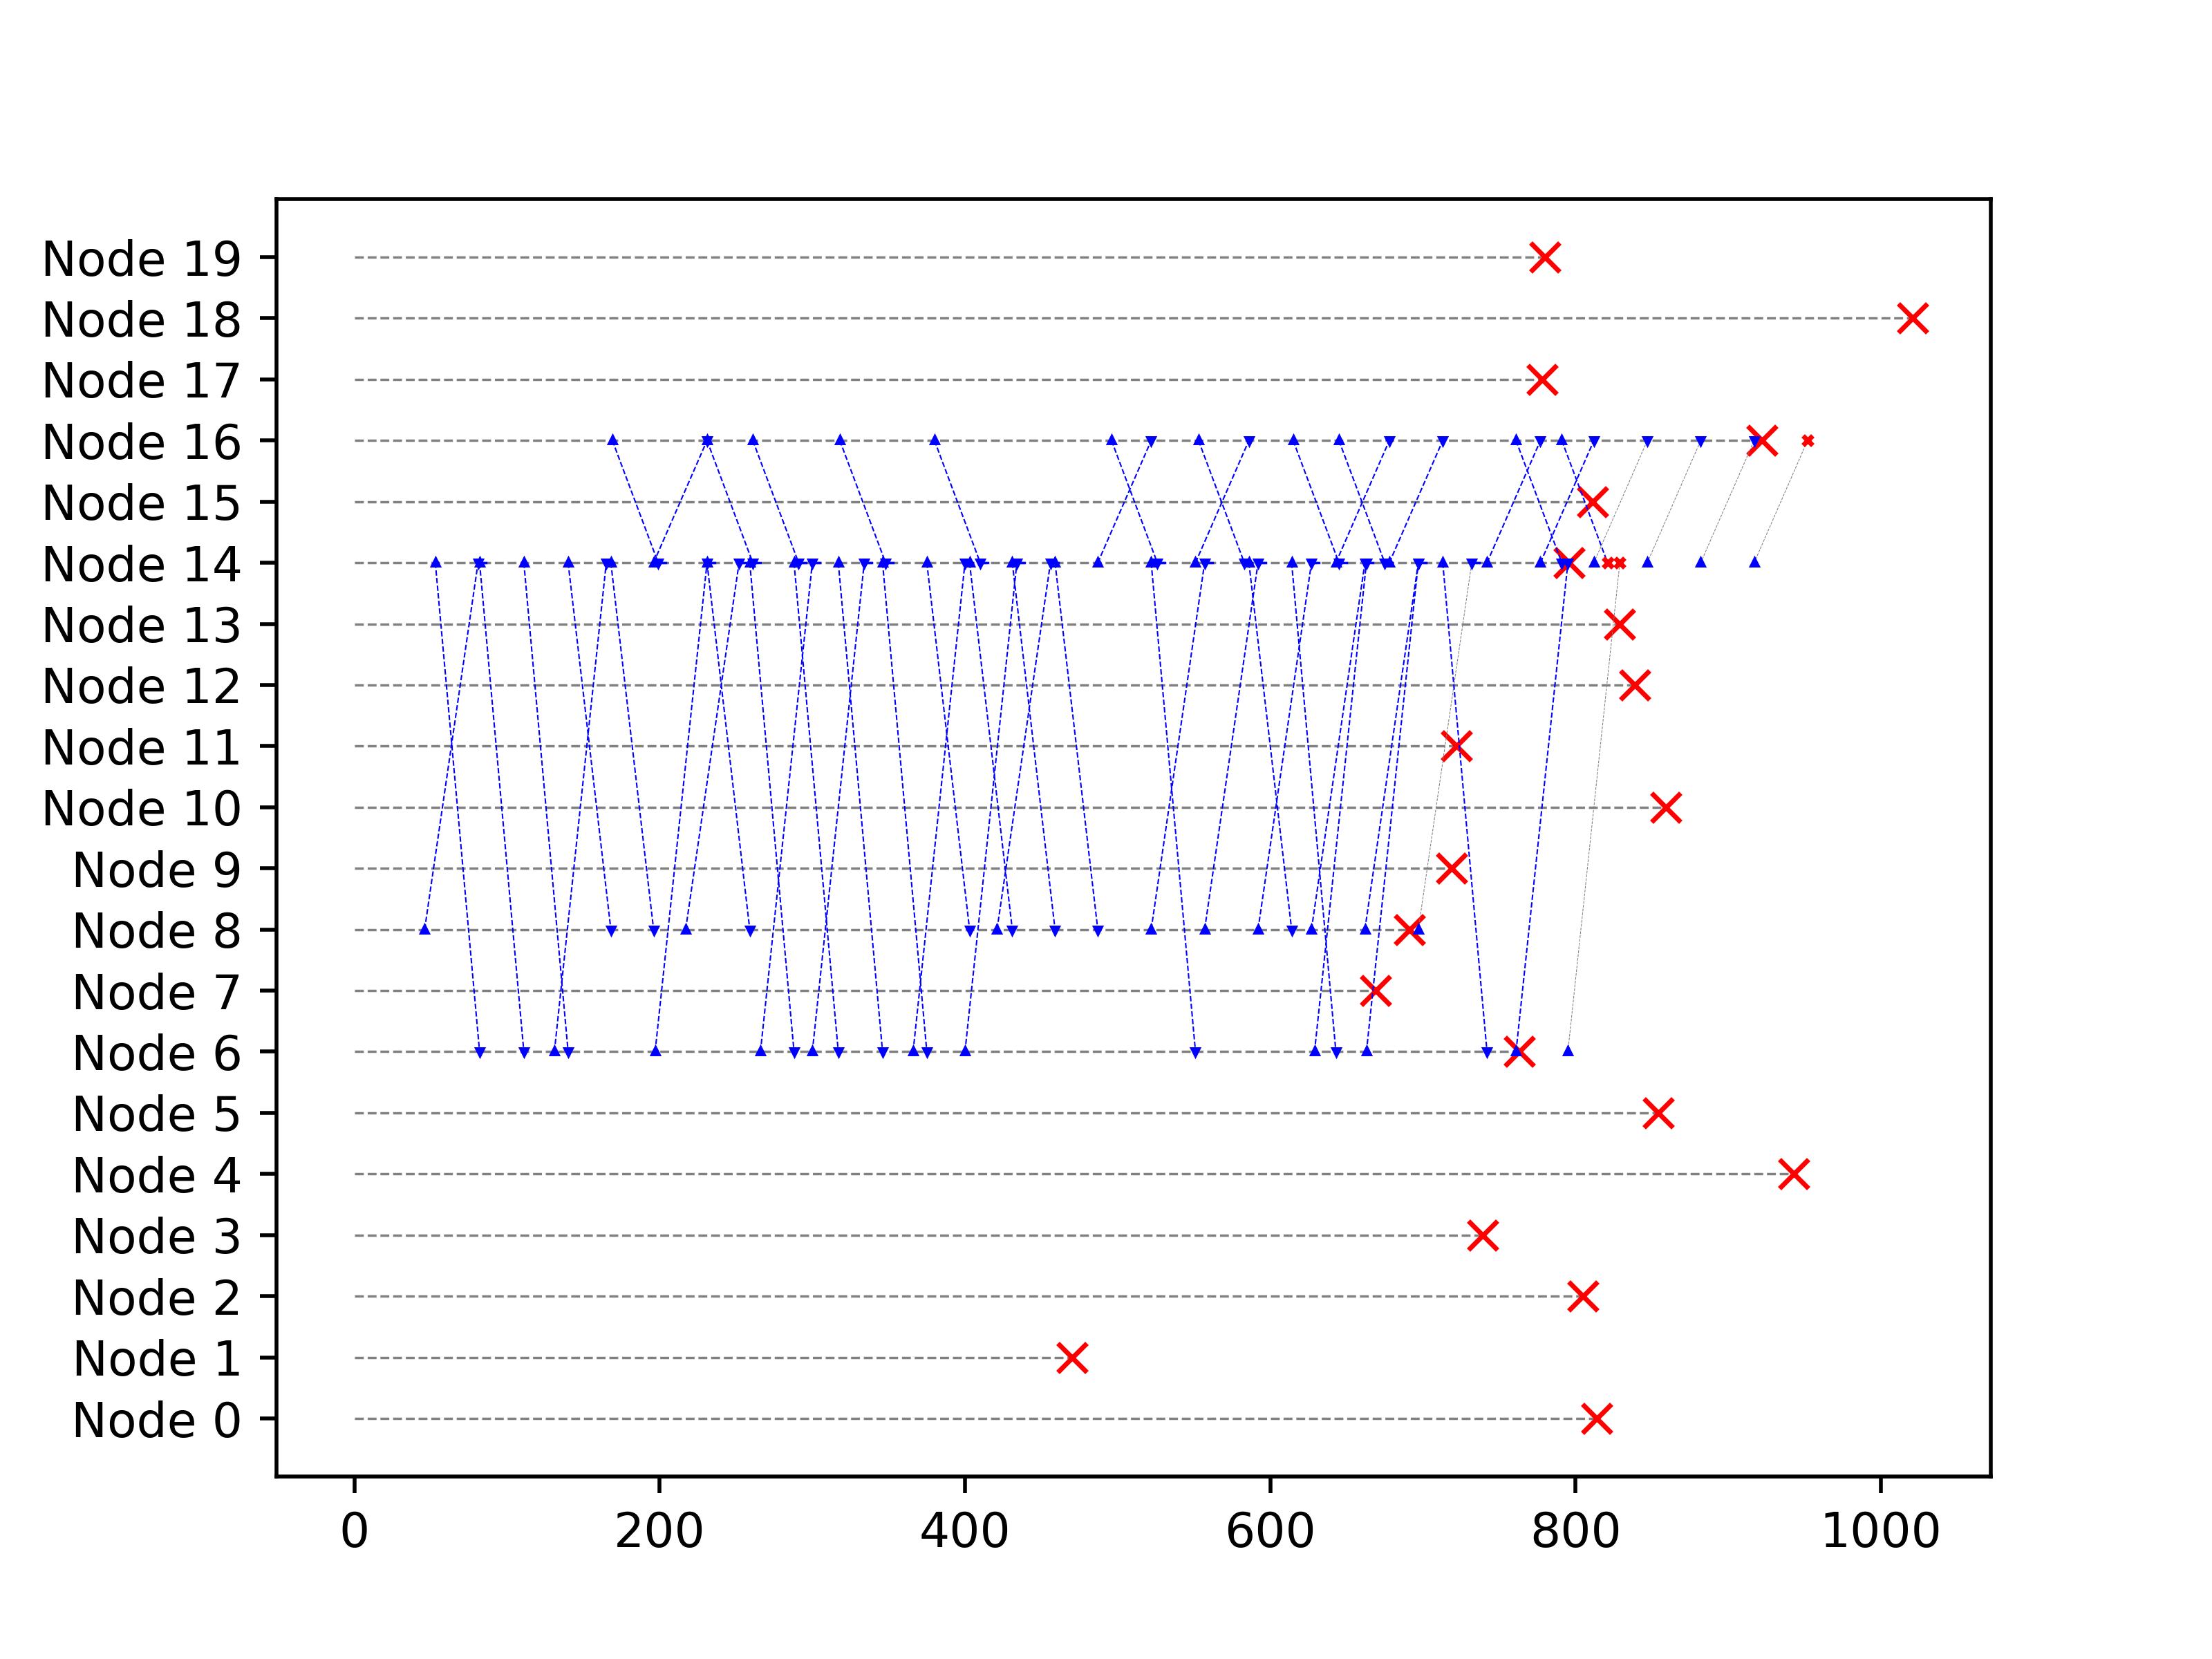 Node 19
Node 18
Node 17
Node 16
Node 15
Node 14
Node 13
Node 12
Node 11
Node 10
Node 9
Node 8
Node 7
Node 6
Node 5
Node 4
Node 3
Node 2
Node 1
Node 0
0 200 400 600 800 1000